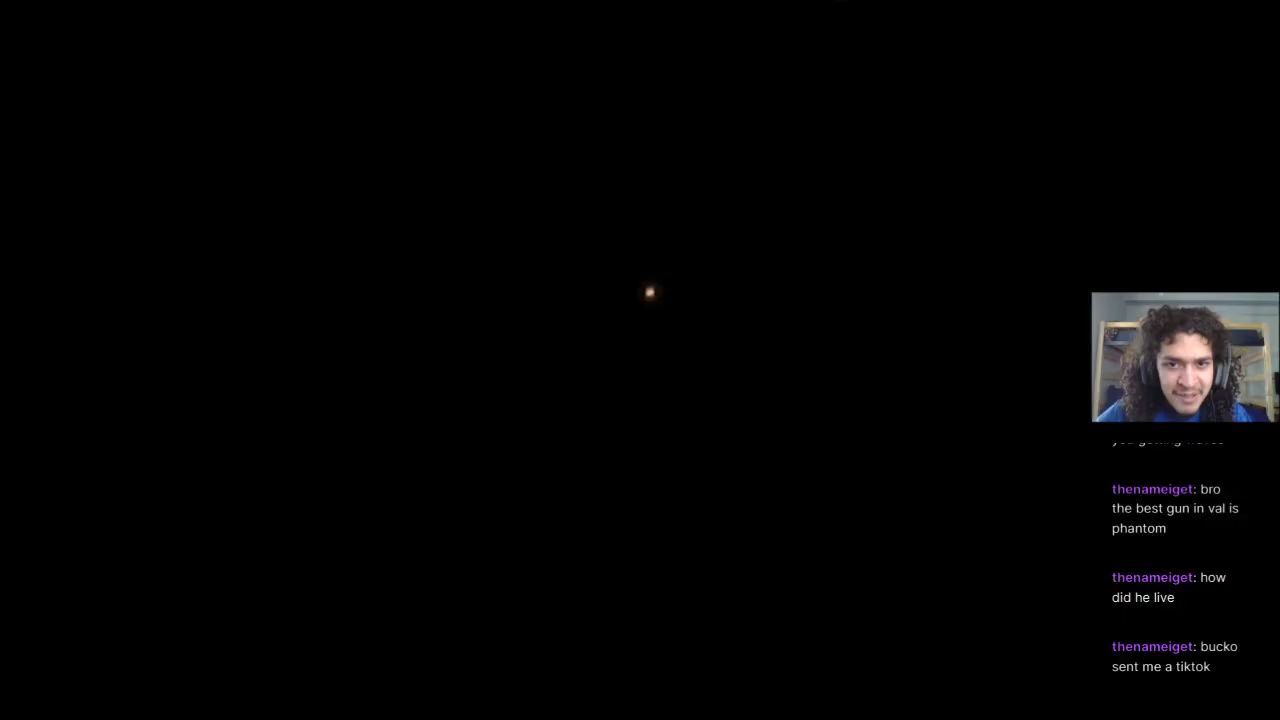 thenameiget: bro
the best gun in val is
phantom
thenameiget: how
did he live
thenameiget: bucko
sent me a tiktok